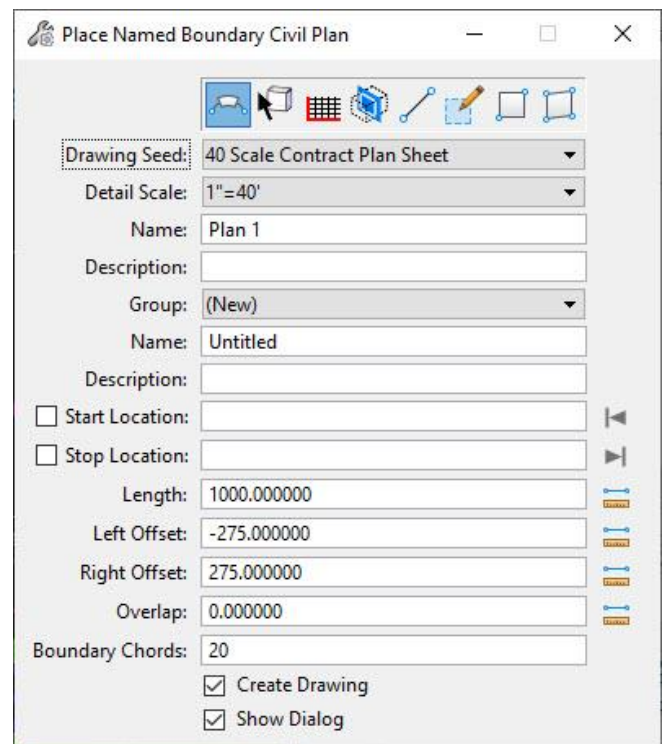 Place Named Boundary Civil Plan
Drawing Seed: 40 Scale Contract Plan Sheet
Detail Scale: 1"=40'
Name: Plan 1
Description:
Group: (New)
Name: Untitled
Description:
Start Location:
Stop Location:
Length: 1000.000000
Left Offset: -275.000000
Right Offset: 275.000000
Overlap: 0.000000
Boundary Chords: 20
Create Drawing
Show Dialog